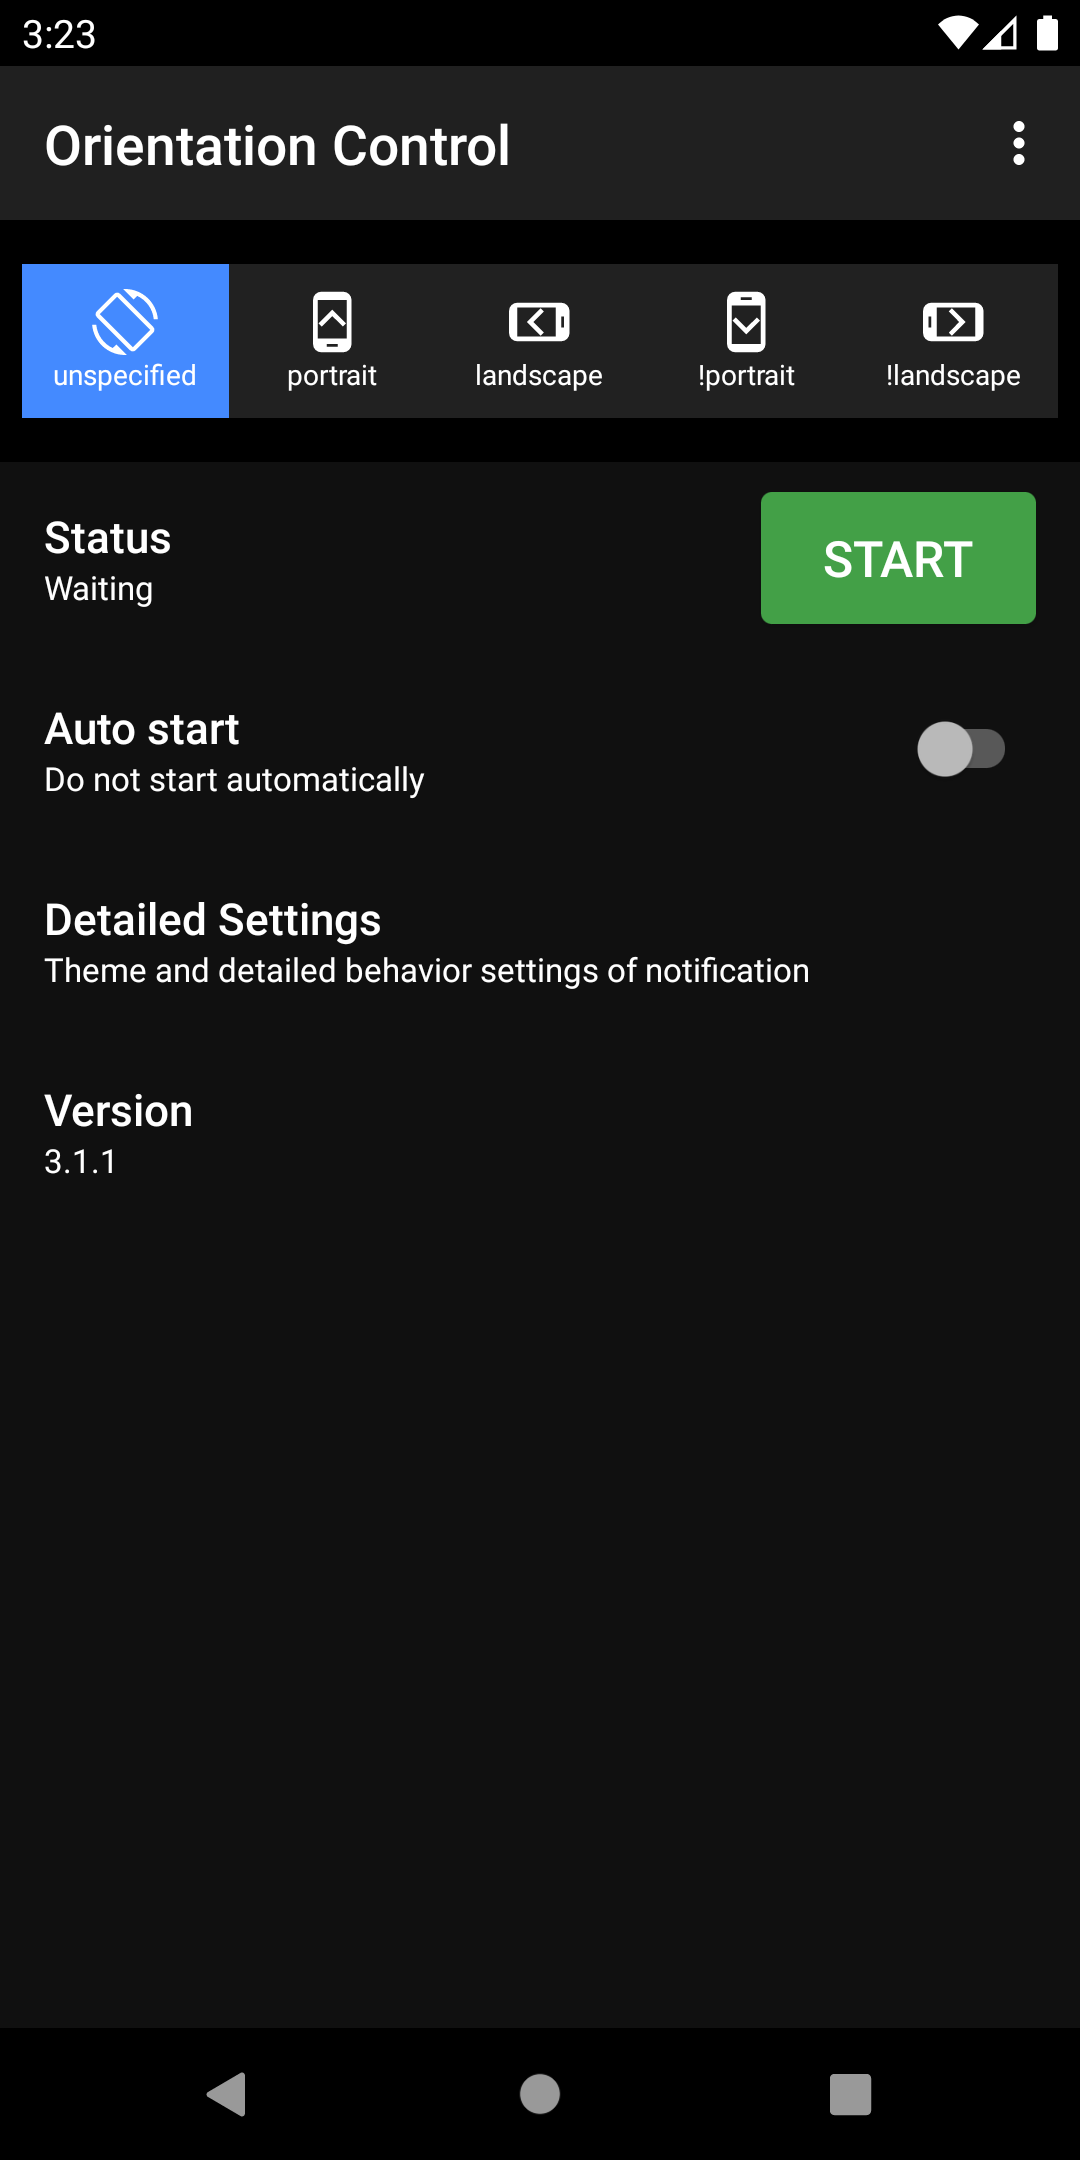 3:23
Orientation Control
unspecified portrait landscape !portrait !landscape
Status
Waiting
START
Auto start
Do not start automatically
Detailed Settings
Theme and detailed behavior settings of notification
Version
3.1.1